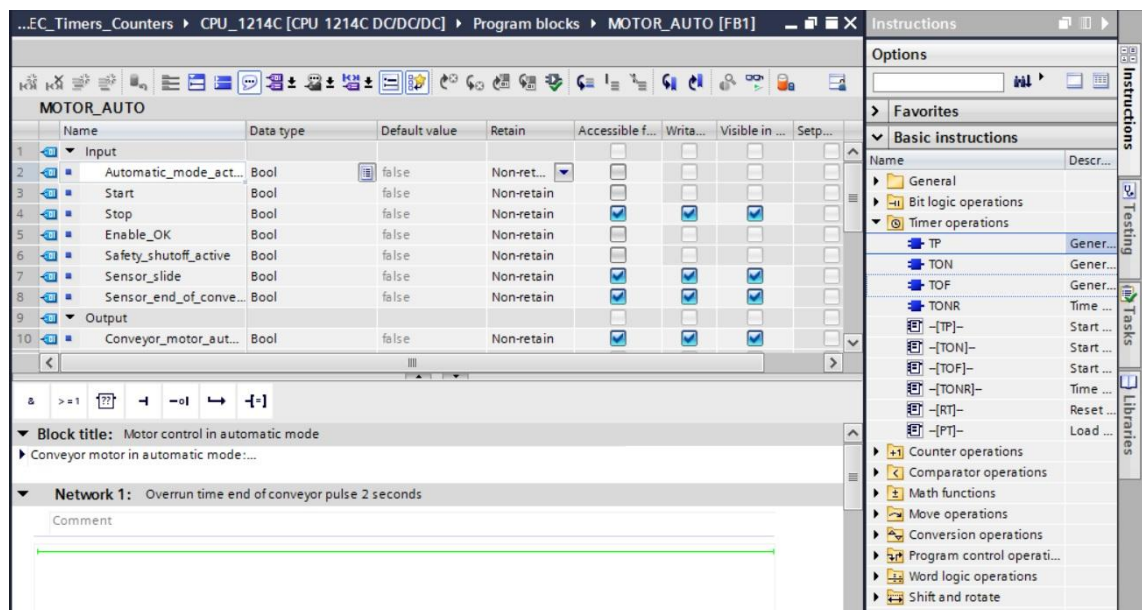 ...EC_Timers_Counters ▸ CPU_1214C [CPU 1214C DC/DC/DC] ▸ Program blocks ▸ MOTOR_AUTO [FB1]
MOTOR_AUTO
Name Data type Default value Retain Accessible f... Writa... Visible in ... Setp...
1 Input
2 Automatic_mode_act... Bool false Non-ret...
3 Start Bool false Non-retain
4 Stop Bool false Non-retain
5 Enable_OK Bool false Non-retain
6 Safety_shutoff_active Bool false Non-retain
7 Sensor_slide Bool false Non-retain
8 Sensor_end_of_conve... Bool false Non-retain
9 Output
10 Conveyor_motor_aut... Bool false Non-retain
& >=1 ??
Block title: Motor control in automatic mode
Conveyor motor in automatic mode:...
Network 1: Overrun time end of conveyor pulse 2 seconds
Comment
Instructions
Options
Favorites
Basic instructions
Name Descr...
General
Bit logic operations
Timer operations
TP Gener...
TON Gener...
TOF Gener...
TONR Time ...
–[TP]– Start ...
–[TON]– Start ...
–[TOF]– Start ...
–[TONR]– Time ...
–[RT]– Reset ...
–[PT]– Load ...
Counter operations
Comparator operations
Math functions
Move operations
Conversion operations
Program control operati...
Word logic operations
Shift and rotate
Instructions
Testing
Tasks
Libraries